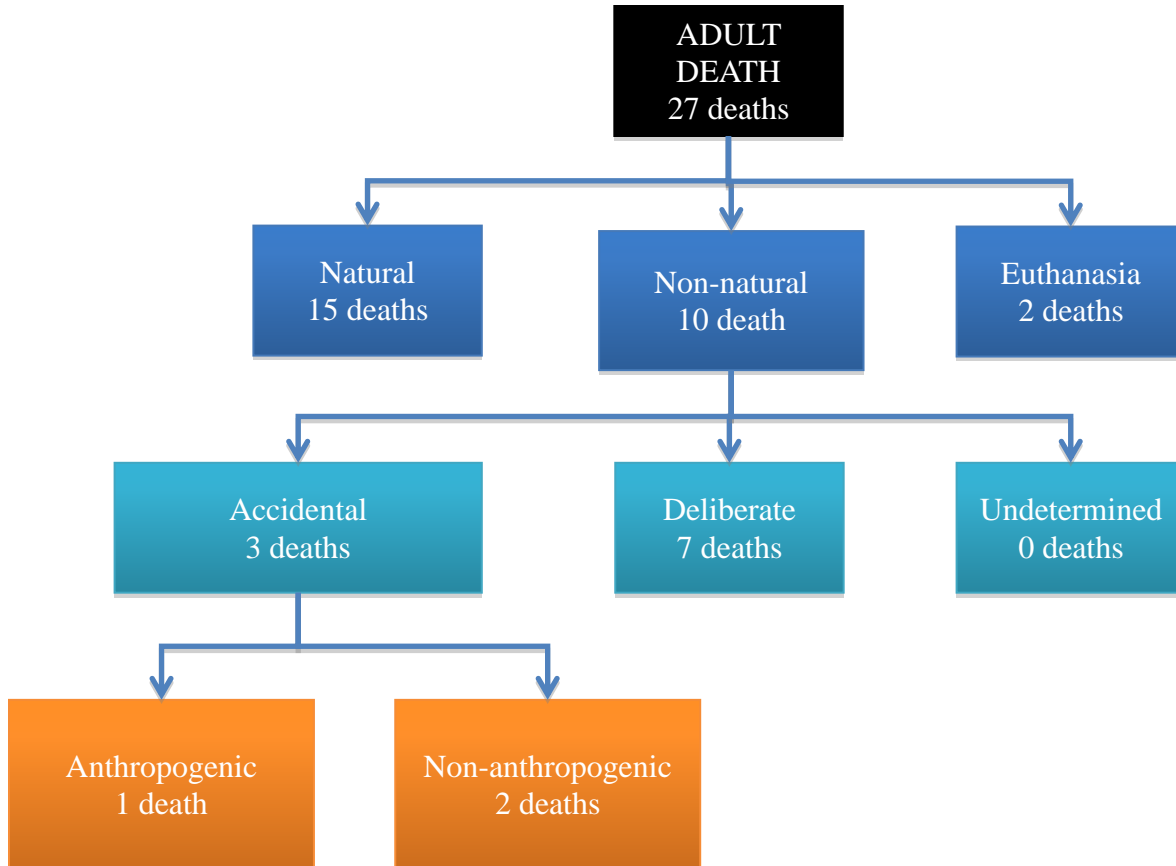 ADULT
DEATH
27 deaths
Natural
15 deaths
Non-natural
10 death
Euthanasia
2 deaths
Accidental
3 deaths
Deliberate
7 deaths
Undetermined
0 deaths
Anthropogenic
1 death
Non-anthropogenic
2 deaths